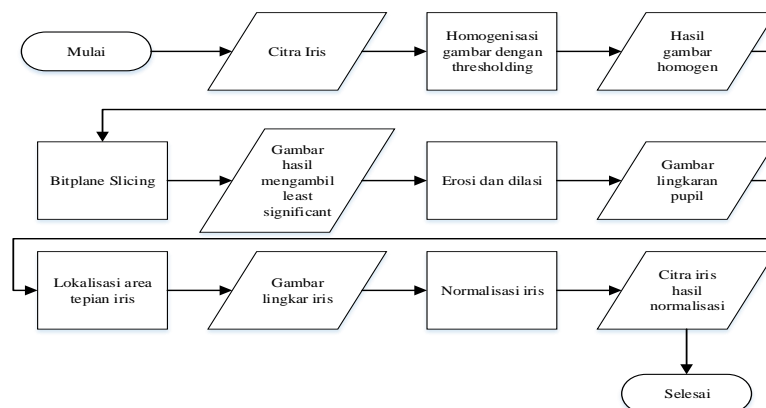 Mulai
Citra Iris
Homogenisasi
gambar dengan
thresholding
Hasil
gambar
homogen
Bitplane Slicing
Gambar
hasil
mengambil
least
significant
Erosi dan dilasi
Gambar
lingkaran
pupil
Lokalisasi area
tepian iris
Gambar
lingkar iris
Normalisasi iris
Citra iris
hasil
normalisasi
Selesai